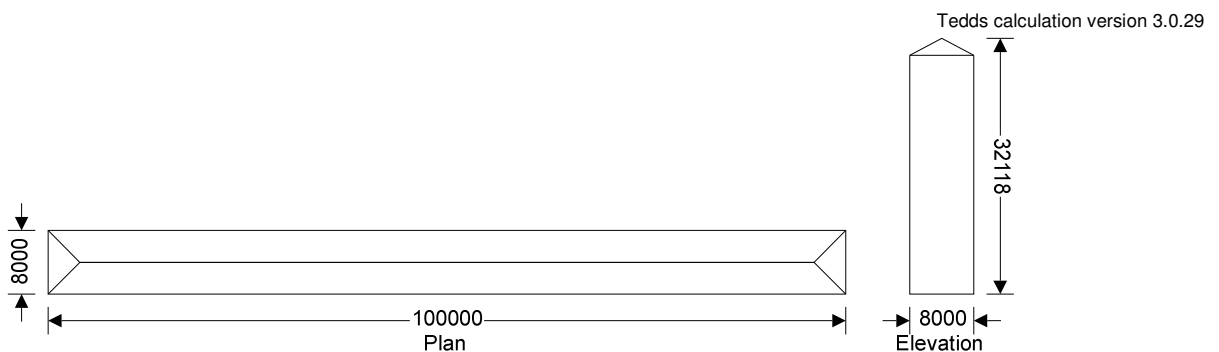 Tedds calculation version 3.0.29
32118
8000
100000
Plan
8000
Elevation